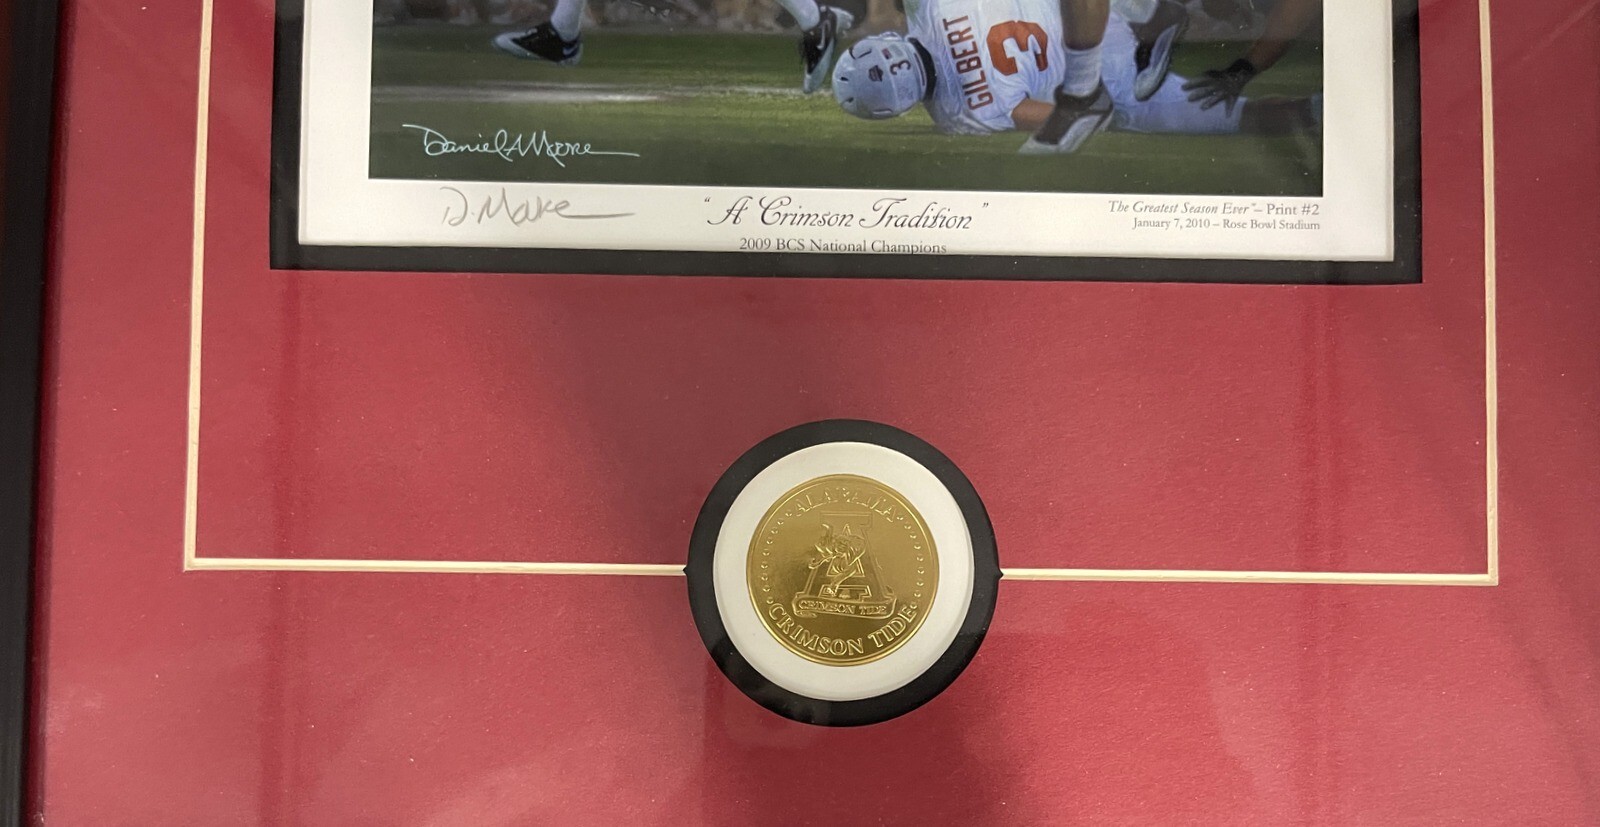 GILBERT
3
3
Daniel A. Moore
D. Moore
"A Crimson Tradition"
2009 BCS National Champions
"The Greatest Season Ever" – Print #2
January 7, 2010 – Rose Bowl Stadium
ALABAMA
CRIMSON TIDE
CRIMSON TIDE